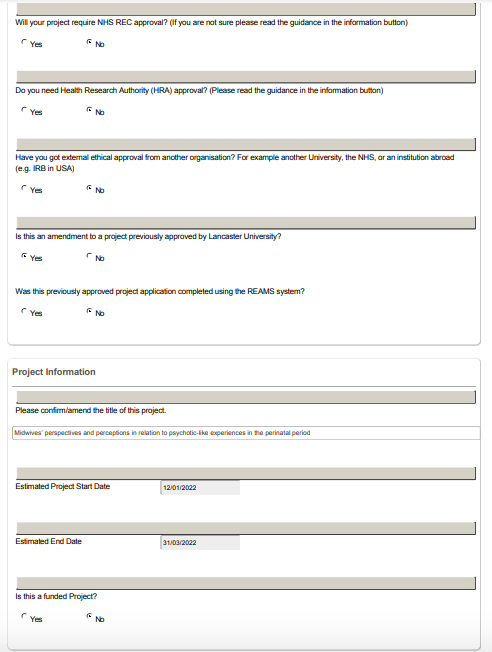 Will your project require NHS REC approval? (If you are not sure please read the guidance in the information button)
Yes No
Do you need Health Research Authority (HRA) approval? (Please read the guidance in the information button)
Yes No
Have you got external ethical approval from another organisation? For example another University, the NHS, or an institution abroad
(e.g. IRB in USA)
Yes No
Is this an amendment to a project previously approved by Lancaster University?
Yes No
Was this previously approved project application completed using the REAMS system?
Yes No
Project Information
Please confirm/amend the title of this project.
Midwives' perspectives and perceptions in relation to psychotic-like experiences in the perinatal period
Estimated Project Start Date 12/01/2022
Estimated End Date 31/03/2022
Is this a funded Project?
Yes No